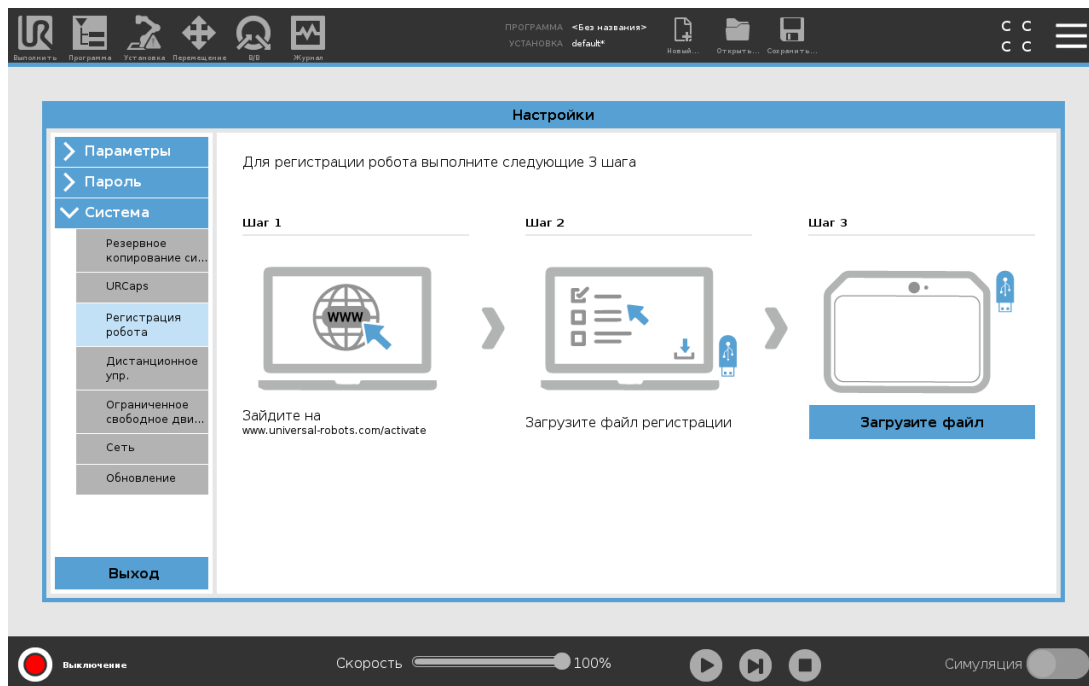 UR
ПРОГРАММА <Без названия>
УСТАНОВКА default*
C C
C C
Выполнить Программа Установка Перемещение В/В Журнал
Новый... Открыть... Сохранить...
Настройки
Параметры
Пароль
Система
Резервное
копирование си...
URCaps
Регистрация
робота
Дистанционное
упр.
Ограниченное
свободное дви...
Сеть
Обновление
Выход
Для регистрации робота выполните следующие 3 шага
Шаг 1
WWW
Зайдите на
www.universal-robots.com/activate
Шаг 2
Загрузите файл регистрации
Шаг 3
Загрузите файл
Выключение
Скорость 100%
Симуляция